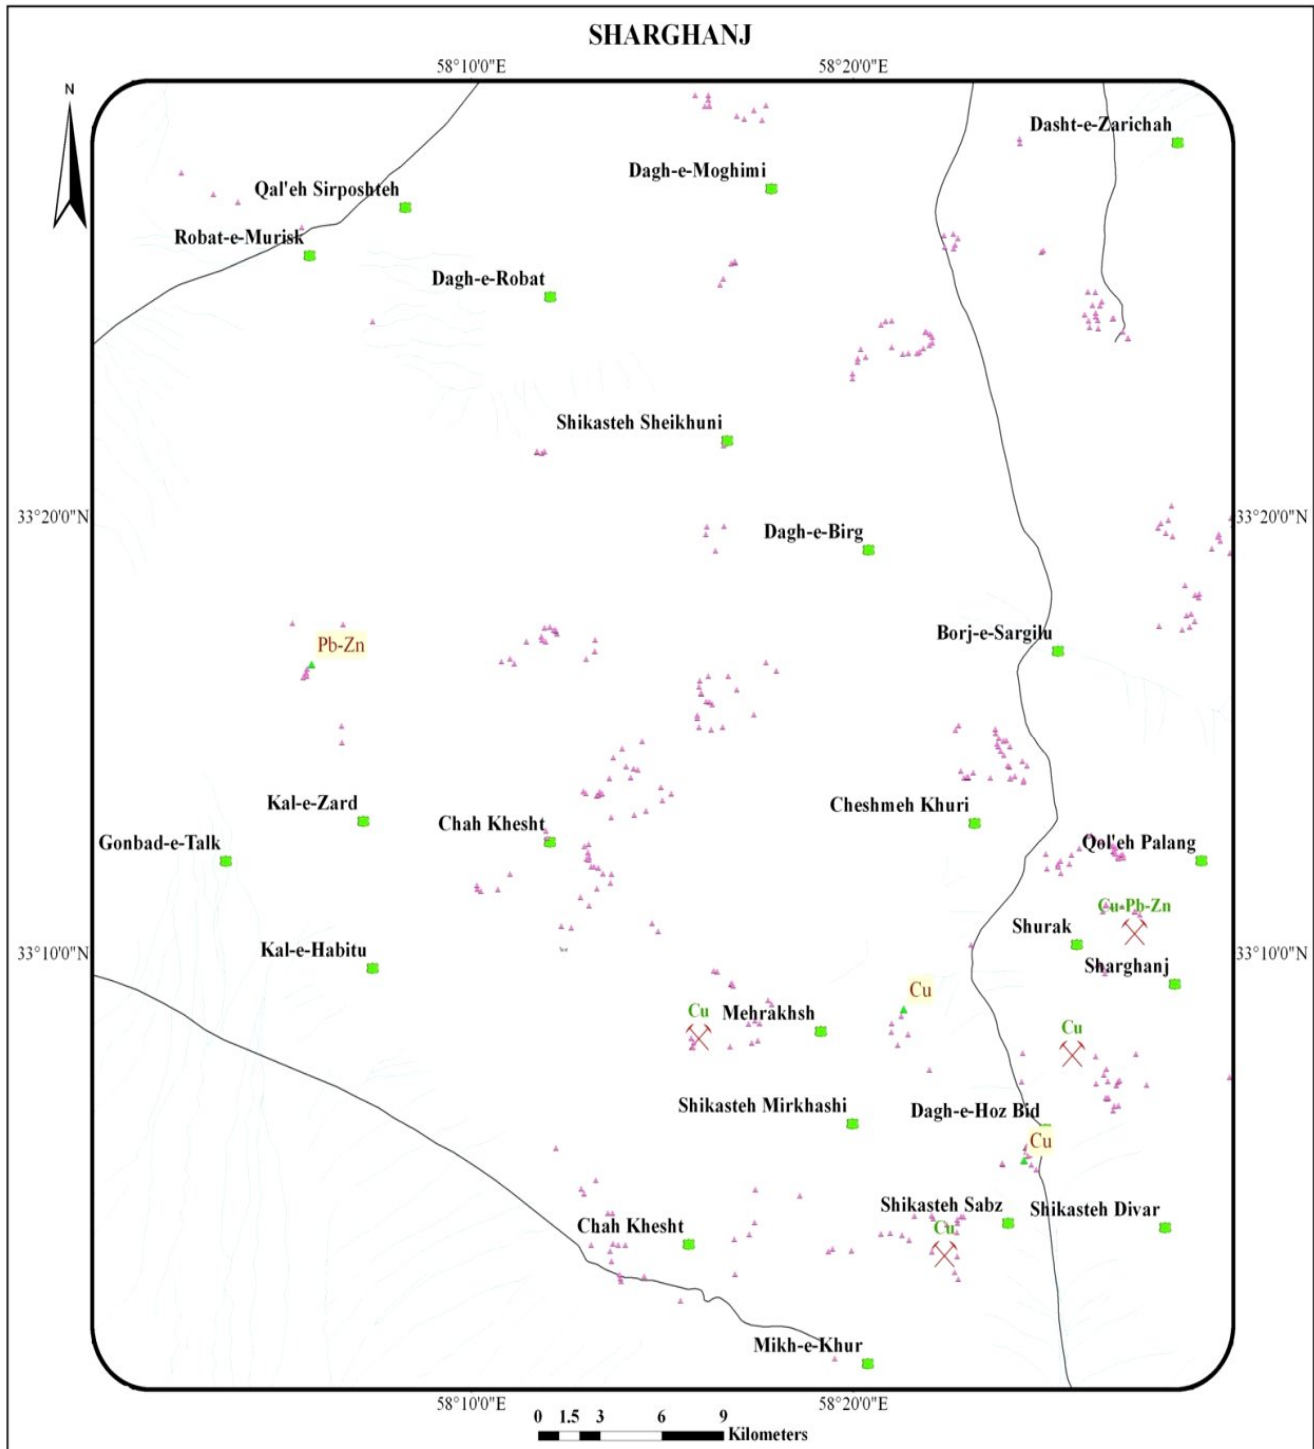 SHARGHANJ
58°10'0"E
58°20'0"E
N
Dasht-e-Zarichah
Dagh-e-Moghimi
Qal'eh Sirposhteh
Robat-e-Murisk
Dagh-e-Robat
Shikasteh Sheikhuni
33°20'0"N
33°20'0"N
Dagh-e-Birg
Borj-e-Sargilu
Pb-Zn
Kal-e-Zard
Cheshmeh Khuri
Chah Khesht
Gonbad-e-Talk
Qol'eh Palang
Cu-Pb-Zn
Shurak
Kal-e-Habitu
33°10'0"N
33°10'0"N
Sharghanj
Cu
Cu
Mehrakhsh
Cu
Shikasteh Mirkhashi
Dagh-e-Hoz Bid
Cu
Shikasteh Sabz
Shikasteh Divar
Chah Khesht
Cu
Mikh-e-Khur
58°10'0"E
58°20'0"E
0 1.5 3 6 9
Kilometers